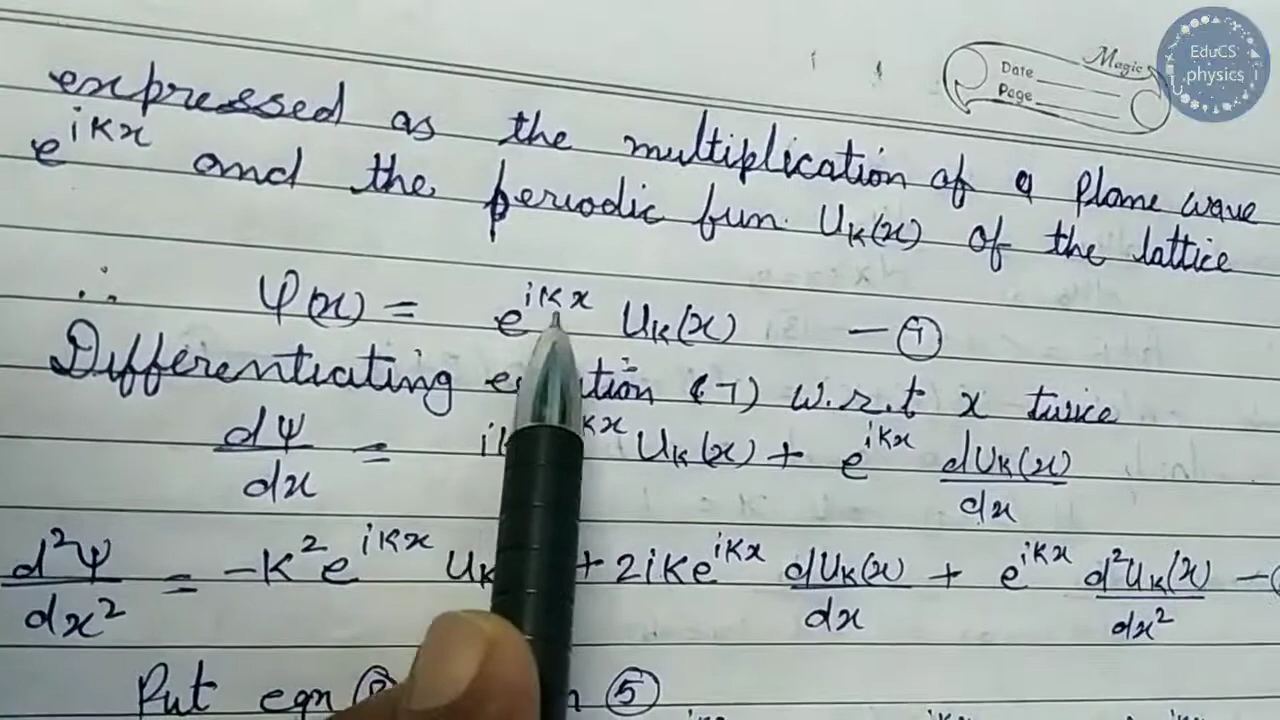 EduCS
physics
Magic
Date
Page
expressed as the multiplication of a plane wave
e^{iKx} and the periodic fun. U_K(x) of the lattice
∴ ψ(x) = e^{iKx} U_K(x) — ⑦
Differentiating (7) w.r.t x twice
dψ/dx = U_K(x) + e^{iKx} dU_K(x)/dx
d²ψ/dx² = -K² e^{iKx} U_K + 2iKe^{iKx} dU_K(x)/dx + e^{iKx} d²U_K(x)/dx² —
Put eqn ⑤